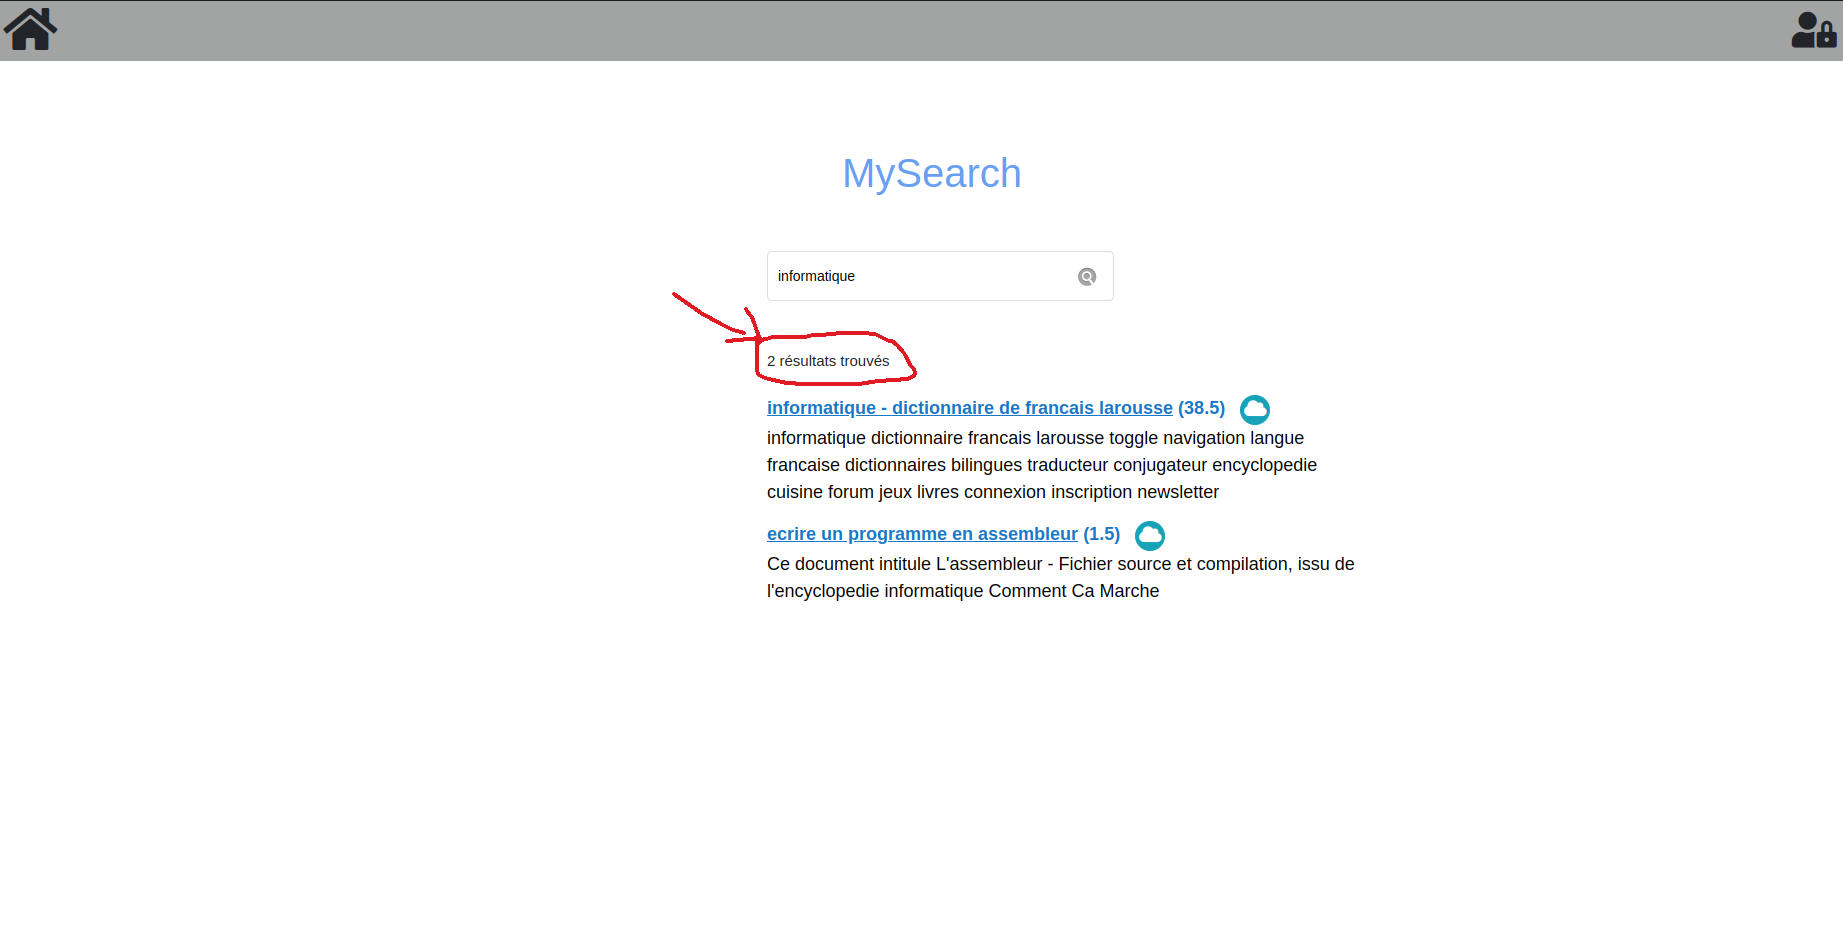 MySearch
informatique
2 résultats trouvés
informatique - dictionnaire de francais larousse (38.5)
informatique dictionnaire francais larousse toggle navigation langue
francaise dictionnaires bilingues traducteur conjugateur encyclopedie
cuisine forum jeux livres connexion inscription newsletter
ecrire un programme en assembleur (1.5)
Ce document intitule L'assembleur - Fichier source et compilation, issu de
l'encyclopedie informatique Comment Ca Marche